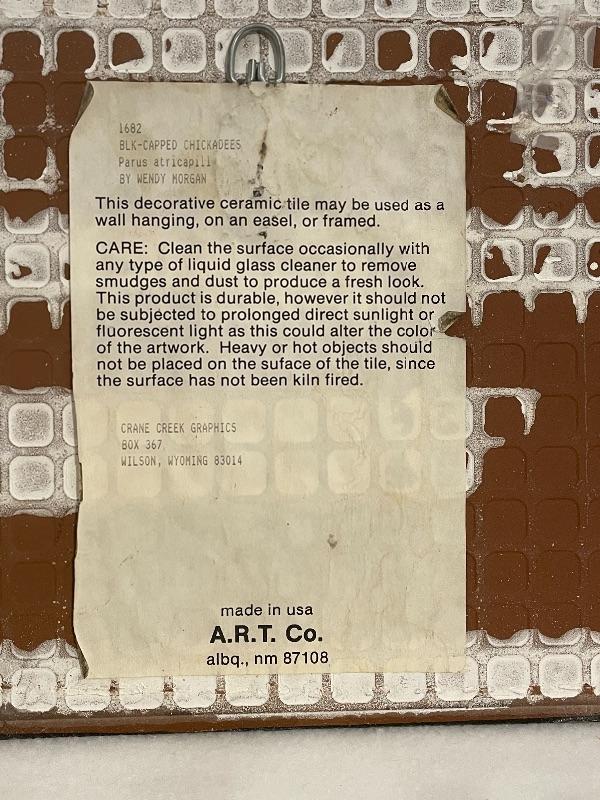 1682
BLK-CAPPED CHICKADEES
Parus atricapill
BY WENDY MORGAN
This decorative ceramic tile may be used as a
wall hanging, on an easel, or framed.
CARE: Clean the surface occasionally with
any type of liquid glass cleaner to remove
smudges and dust to produce a fresh look.
This product is durable, however it should not
be subjected to prolonged direct sunlight or
fluorescent light as this could alter the color
of the artwork. Heavy or hot objects should
not be placed on the suface of the tile, since
the surface has not been kiln fired.
CRANE CREEK GRAPHICS
BOX 367
WILSON, WYOMING 83014
made in usa
A.R.T. Co.
albq., nm 87108